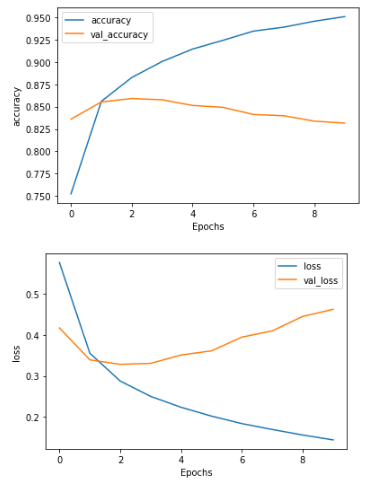 accuracy
val_accuracy
0.950
0.925
0.900
0.875
0.850
0.825
0.800
0.775
0.750
accuracy
0 2 4 6 8
Epochs
loss
val_loss
0.5
0.4
0.3
0.2
loss
0 2 4 6 8
Epochs